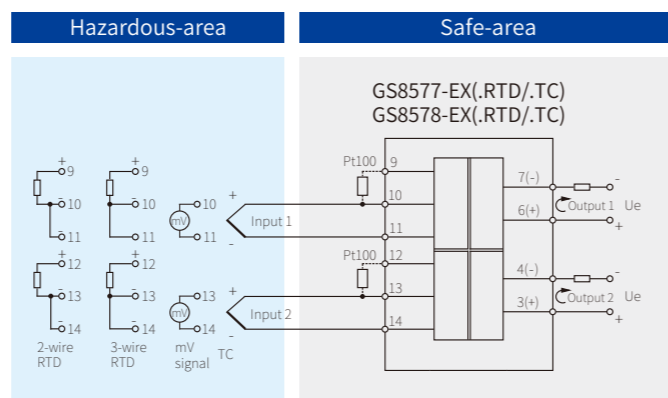 Hazardous-area
Safe-area
GS8577-EX(.RTD/.TC)
GS8578-EX(.RTD/.TC)
Pt100
9
10
11
Pt100
12
13
14
7(-)
6(+)
4(-)
3(+)
-
Output 1
Ue
+
-
Output 2
Ue
+
+
9
-
10
-
11
+
12
-
13
-
14
2-wire
RTD
+
9
-
10
-
11
+
12
-
13
-
14
3-wire
RTD
mV
10
11
mV
13
14
mV
signal
+
Input 1
-
+
Input 2
-
TC